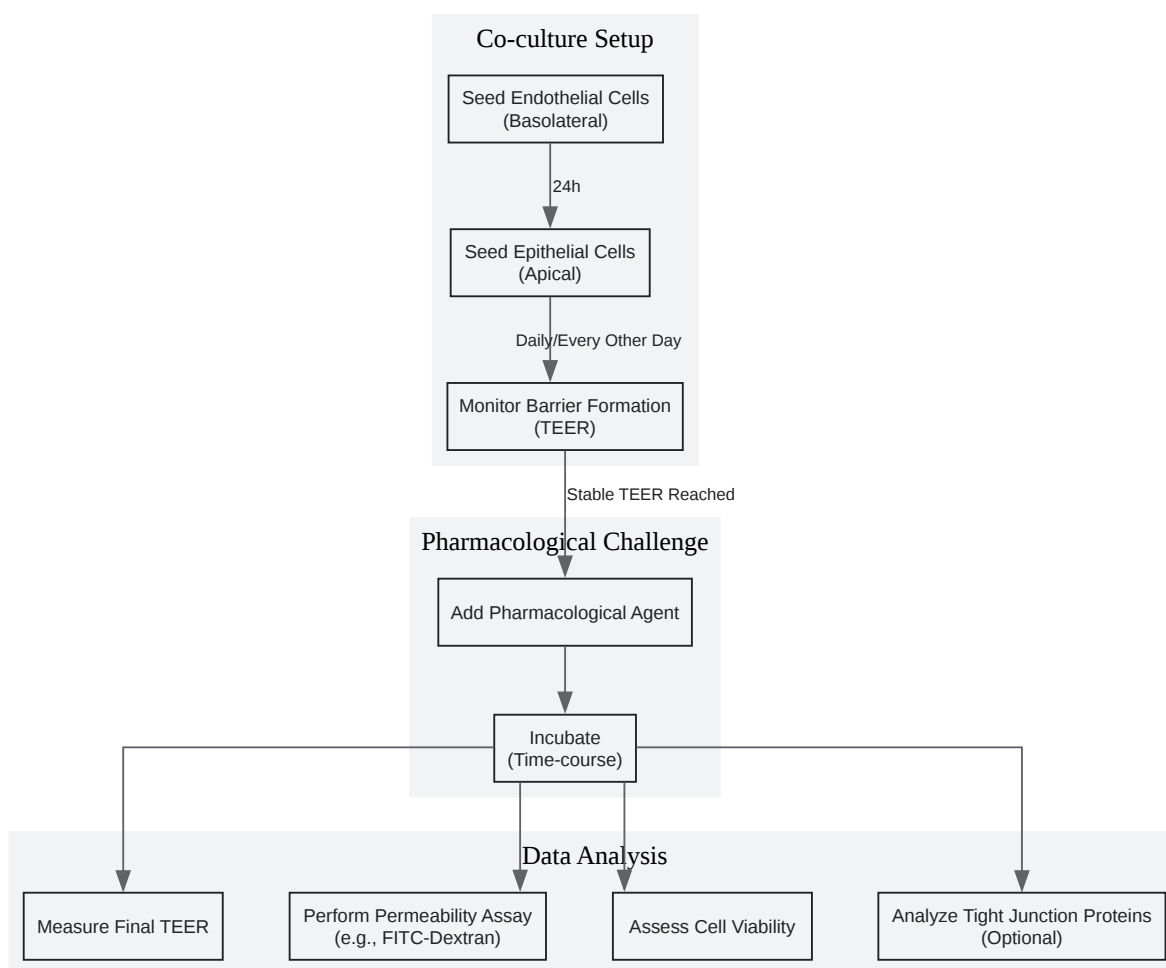 Co-culture Setup
Seed Endothelial Cells
(Basolateral)
24h
Seed Epithelial Cells
(Apical)
Daily/Every Other Day
Monitor Barrier Formation
(TEER)
Stable TEER Reached
Pharmacological Challenge
Add Pharmacological Agent
Incubate
(Time-course)
Data Analysis
Measure Final TEER
Perform Permeability Assay
(e.g., FITC-Dextran)
Assess Cell Viability
Analyze Tight Junction Proteins
(Optional)